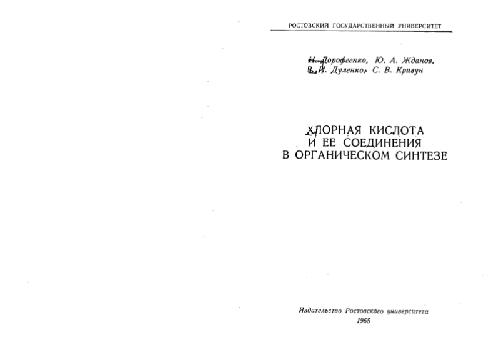 РОСТОВСКИЙ ГОСУДАРСТВЕННЫЙ УНИВЕРСИТЕТ
Дорофеенко, Ю. А. Жданов,
В. И. Дуленко, С. В. Кривун
ХЛОРНАЯ КИСЛОТА
И ЕЕ СОЕДИНЕНИЯ
В ОРГАНИЧЕСКОМ СИНТЕЗЕ
Издательство Ростовского университета
1965